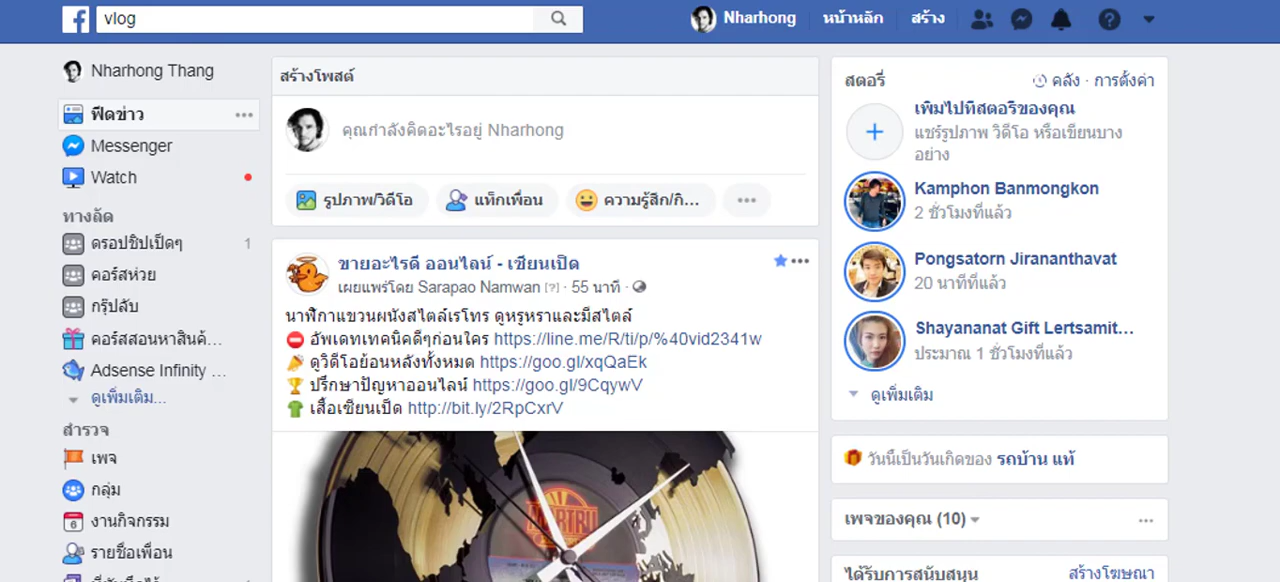 vlog
Nharhong
หน้าหลัก
สร้าง
Nharhong Thang
ฟีดข่าว
Messenger
Watch
ทางลัด
ดรอปชิปเป็ดๆ 1
คอร์สห่วย
กรุ๊ปลับ
คอร์สสอนหาสินค้...
Adsense Infinity ...
ดูเพิ่มเติม...
สำรวจ
เพจ
กลุ่ม
งานกิจกรรม
รายชื่อเพื่อน
สร้างโพสต์
คุณกำลังคิดอะไรอยู่ Nharhong
รูปภาพ/วิดีโอ
แท็กเพื่อน
ความรู้สึก/กิ...
ขายอะไรดี ออนไลน์ - เซียนเป็ด
เผยแพร่โดย Sarapao Namwan [?] · 55 นาที ·
นาฬิกาแขวนผนังสไตล์เรโทร ดูหรูหราและมีสไตล์
อัพเดทเทคนิคดีๆก่อนใคร https://line.me/R/ti/p/%40vid2341w
ดูวิดีโอย้อนหลังทั้งหมด https://goo.gl/xqQaEk
ปรึกษาปัญหาออนไลน์ https://goo.gl/9CqywV
เสื้อเซียนเป็ด http://bit.ly/2RpCxrV
สตอรี่
คลัง · การตั้งค่า
เพิ่มไปที่สตอรี่ของคุณ
แชร์รูปภาพ วิดีโอ หรือเขียนบาง
อย่าง
Kamphon Banmongkon
2 ชั่วโมงที่แล้ว
Pongsatorn Jirananthavat
20 นาทีที่แล้ว
Shayananat Gift Lertsamit...
ประมาณ 1 ชั่วโมงที่แล้ว
ดูเพิ่มเติม
วันนี้เป็นวันเกิดของ รถบ้าน แท้
เพจของคุณ (10)
ได้รับการสนับสนุน
สร้างโฆษณา